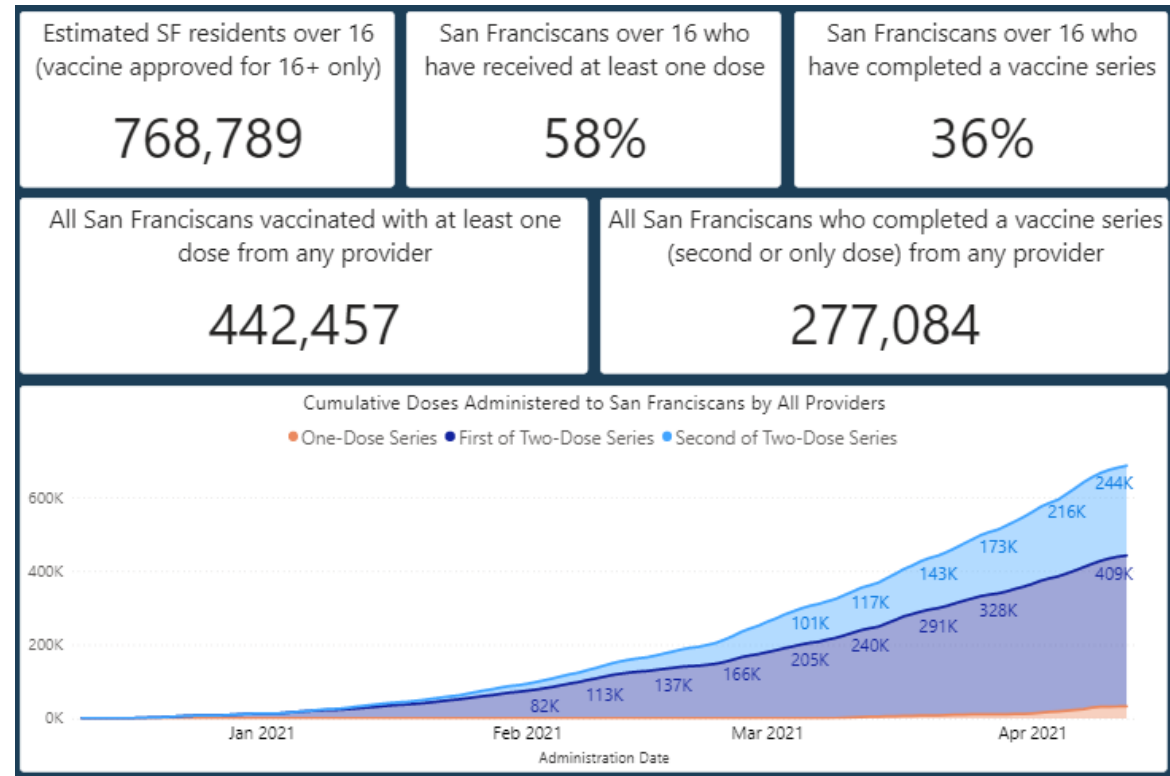 Estimated SF residents over 16
(vaccine approved for 16+ only)
768,789
San Franciscans over 16 who
have received at least one dose
58%
San Franciscans over 16 who
have completed a vaccine series
36%
All San Franciscans vaccinated with at least one
dose from any provider
442,457
All San Franciscans who completed a vaccine series
(second or only dose) from any provider
277,084
Cumulative Doses Administered to San Franciscans by All Providers
One-Dose Series First of Two-Dose Series Second of Two-Dose Series
600K
400K
200K
0K
244K
216K
173K
143K
117K
101K
409K
328K
291K
240K
205K
166K
137K
113K
82K
Jan 2021 Feb 2021 Mar 2021 Apr 2021
Administration Date